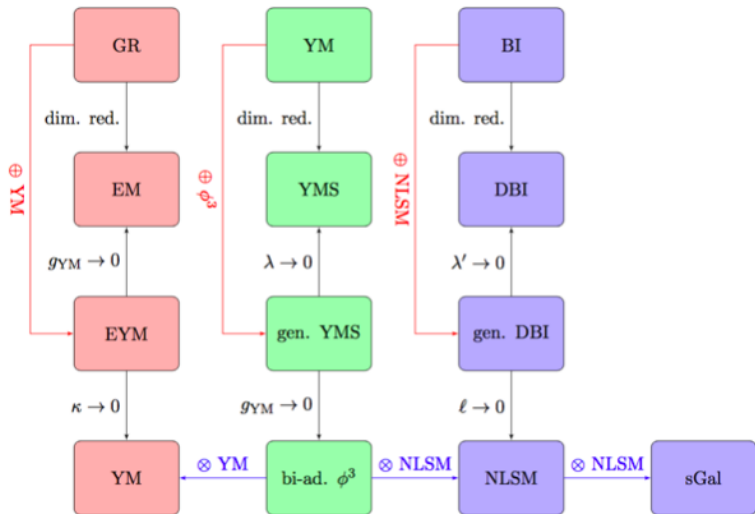 GR
YM
BI
dim. red.
dim. red.
dim. red.
⊕ YM
⊕ ϕ³
⊕ NLSM
EM
YMS
DBI
g_YM → 0
λ → 0
λ′ → 0
EYM
gen. YMS
gen. DBI
κ → 0
g_YM → 0
ℓ → 0
⊗ YM
⊗ NLSM
⊗ NLSM
YM
bi-ad. ϕ³
NLSM
sGal